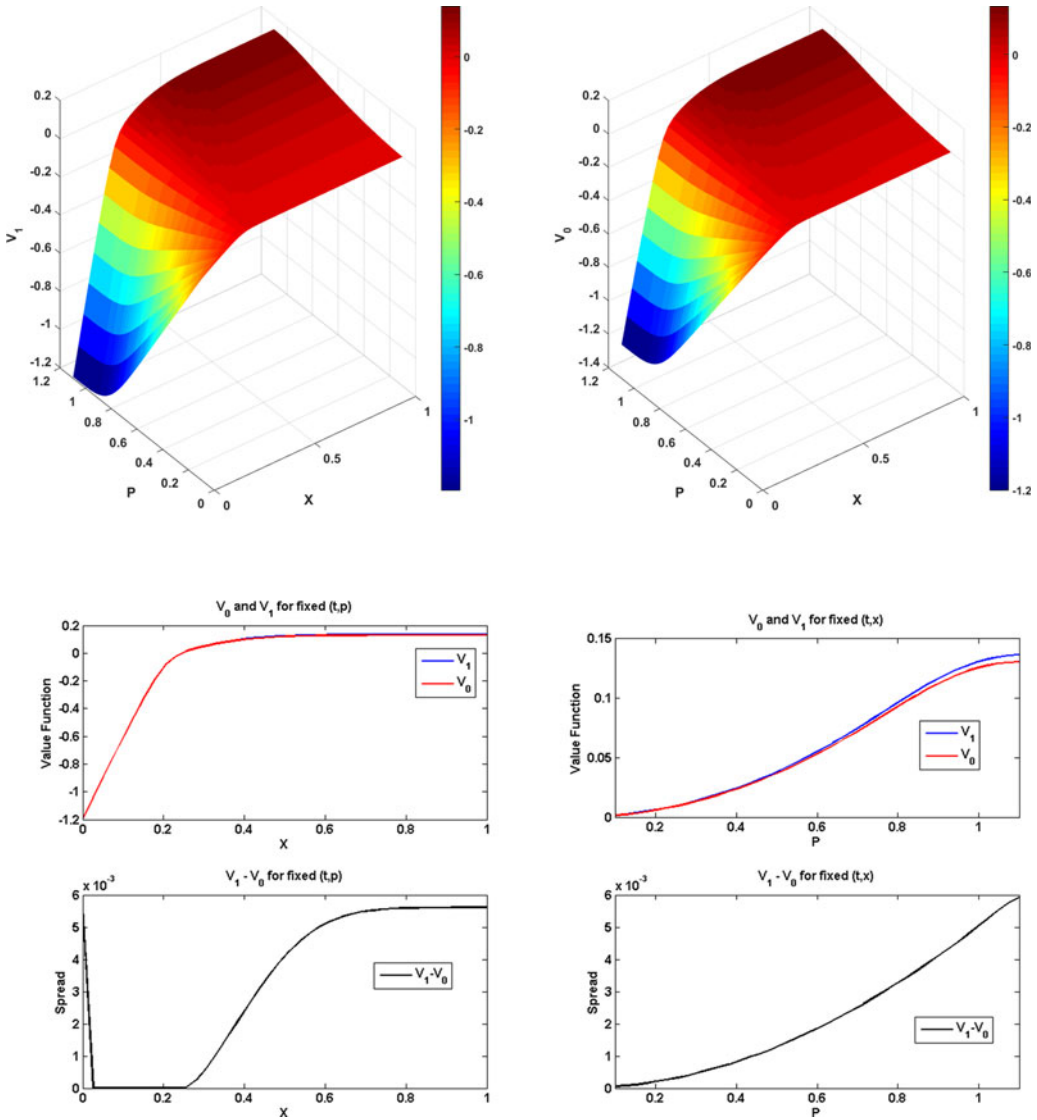 0.2
0
-0.2
-0.4
-0.6
-0.8
-1
-1.2
V1
1.2
1
0.8
0.6
0.4
0.2
0
P
0
0.5
1
X
0
-0.2
-0.4
-0.6
-0.8
-1
0.2
0
-0.2
-0.4
-0.6
-0.8
-1
-1.2
-1.4
V0
1.2
1
0.8
0.6
0.4
0.2
0
P
0
0.5
1
X
0
-0.2
-0.4
-0.6
-0.8
-1
-1.2
V0 and V1 for fixed (t,p)
0.2
0
-0.2
-0.4
-0.6
-0.8
-1
-1.2
Value Function
V1
V0
0 0.2 0.4 0.6 0.8 1
X
V0 and V1 for fixed (t,x)
0.15
0.1
0.05
0
Value Function
V1
V0
0.2 0.4 0.6 0.8 1
P
V1 - V0 for fixed (t,p)
x 10-3
6
5
4
3
2
1
0
Spread
V1-V0
0 0.2 0.4 0.6 0.8 1
X
V1 - V0 for fixed (t,x)
x 10-3
6
5
4
3
2
1
0
Spread
V1-V0
0.2 0.4 0.6 0.8 1
P